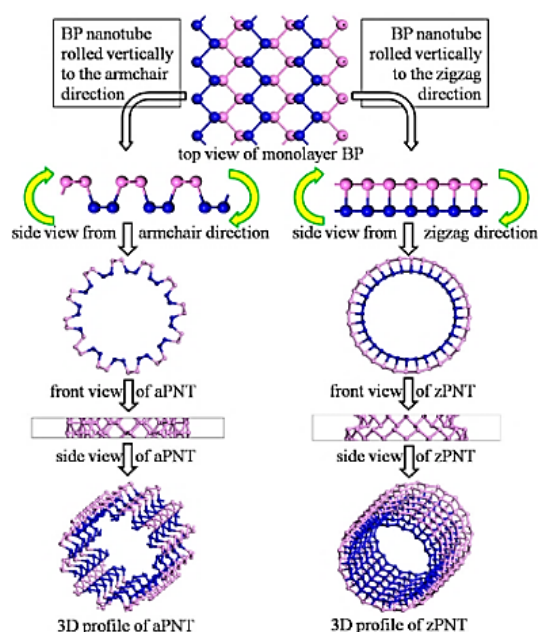 BP nanotube
rolled vertically
to the armchair
direction
BP nanotube
rolled vertically
to the zigzag
direction
top view of monolayer BP
side view from armchair direction
side view from zigzag direction
front view of aPNT
front view of zPNT
side view of aPNT
side view of zPNT
3D profile of aPNT
3D profile of zPNT